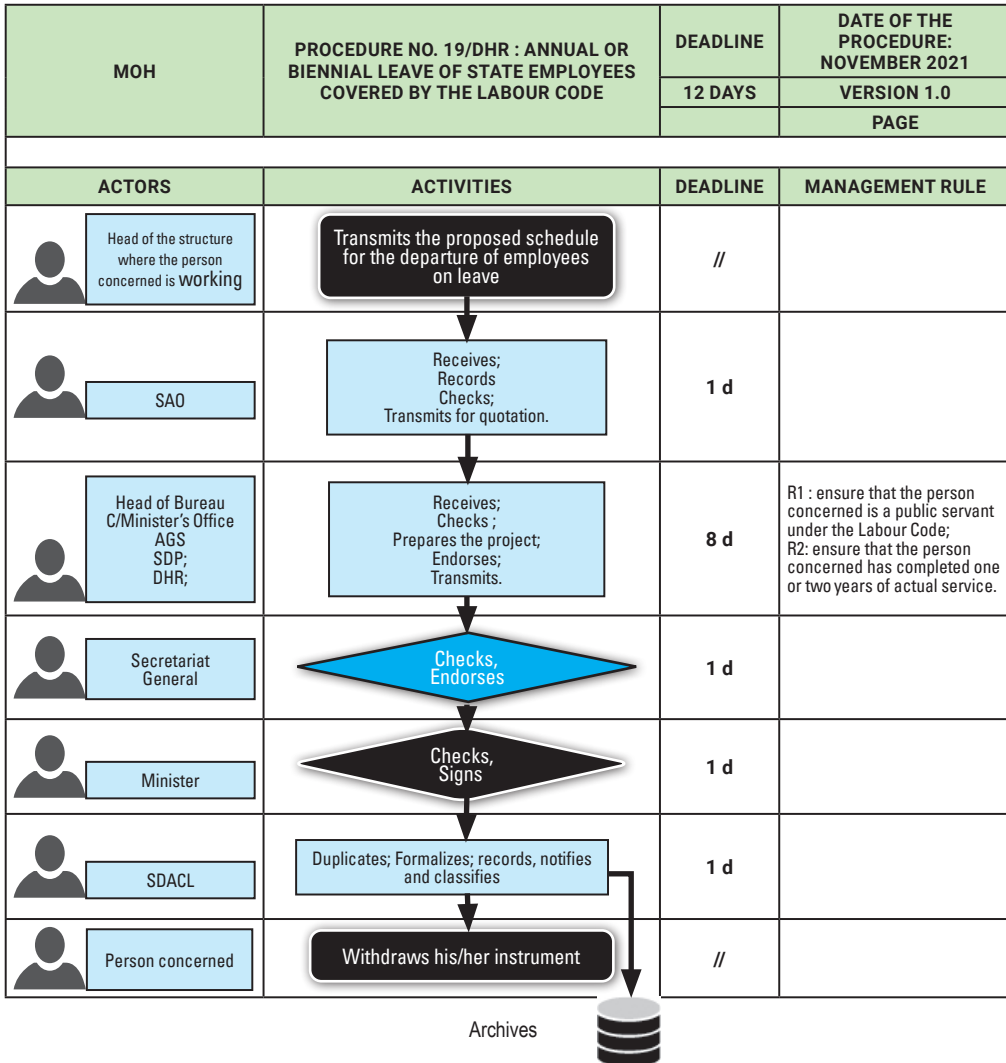 MOH
PROCEDURE NO. 19/DHR : ANNUAL OR
BIENNIAL LEAVE OF STATE EMPLOYEES
COVERED BY THE LABOUR CODE
DEADLINE
12 DAYS
DATE OF THE
PROCEDURE:
NOVEMBER 2021
VERSION 1.0
PAGE
ACTORS
ACTIVITIES
DEADLINE
MANAGEMENT RULE
Head of the structure
where the person
concerned is working
Transmits the proposed schedule
for the departure of employees
on leave
//
SAO
Receives;
Records
Checks;
Transmits for quotation.
1 d
Head of Bureau
C/Minister's Office
AGS
SDP;
DHR;
Receives;
Checks ;
Prepares the project;
Endorses;
Transmits.
8 d
R1 : ensure that the person
concerned is a public servant
under the Labour Code;
R2: ensure that the person
concerned has completed one
or two years of actual service.
Secretariat
General
Checks,
Endorses
1 d
Minister
Checks,
Signs
1 d
SDACL
Duplicates; Formalizes; records, notifies
and classifies
1 d
Person concerned
Withdraws his/her instrument
//
Archives